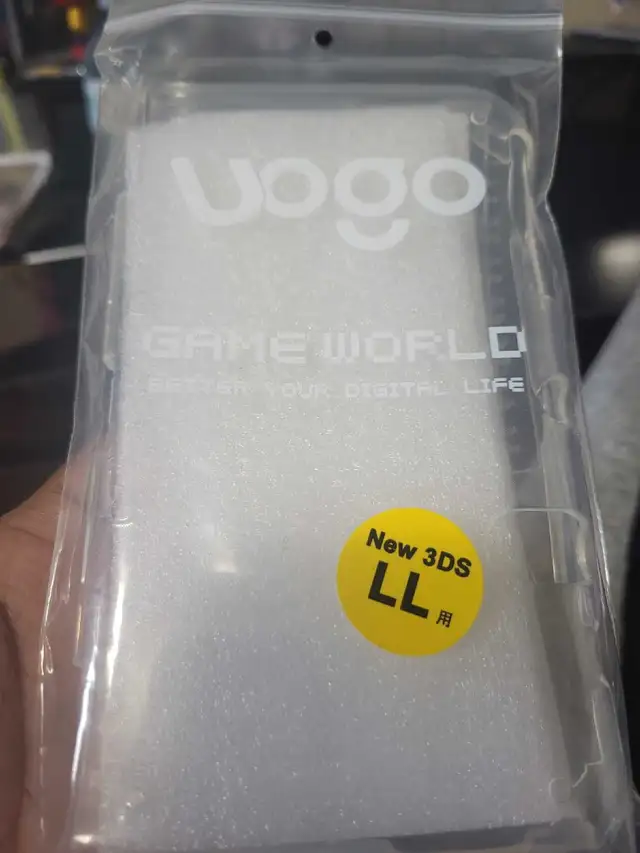 uogo
GAME WORLD
BETTER YOUR DIGITAL LIFE
New 3DS
LL 用